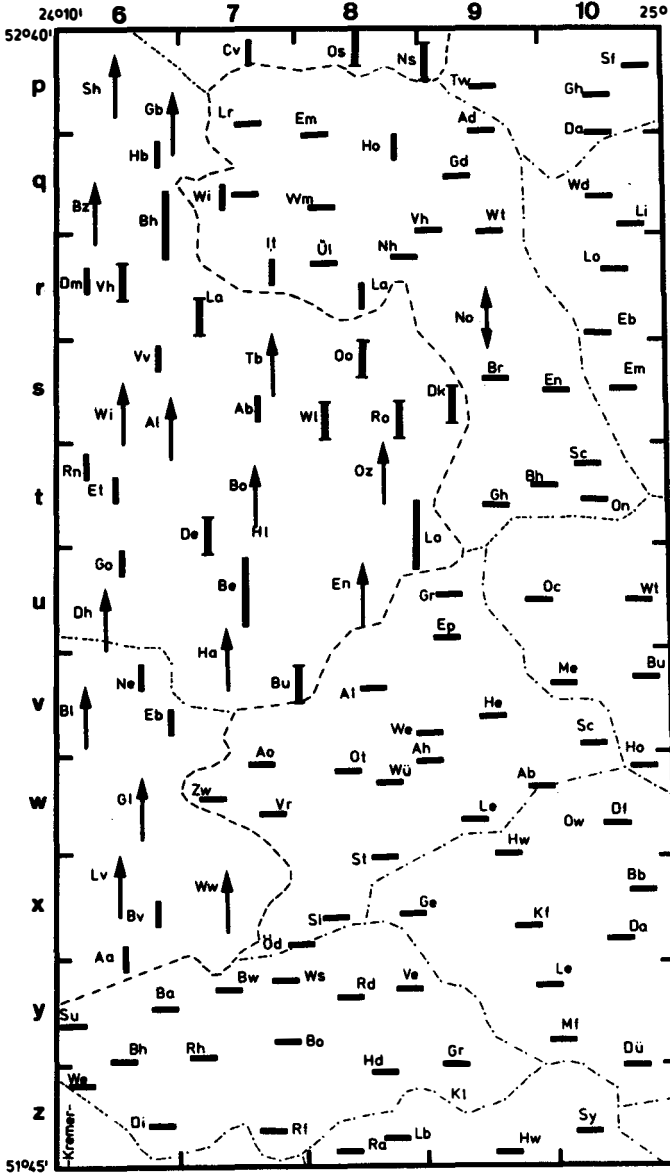 24°10' 6 7 8 9 10 25°
52°40'
Cv Os Ns Sf
p Sh Tw Gh
Gb Lr Em Ad Da
Hb Ho
q Gd
Bz Bh Wi Wm Wd
Vh Wt Li
It Ül Nh Lo
r Dm Vh La La
No Eb
Vv Tb Oo
s Br En Em
Wi Al Ab Wl Ro Dk
Rn Oz Sc
t Et Bo Bh
Gh On
De Hl Lo
Go Be
u En Gr Oc Wt
Dh Ep
Ha
Ne Bu Al Me Bu
v Bl Eb He
We Sc
Ao Ot Ah Ho
Wü
w Gl Zw Vr Ab
Le Ow Df
St Hw
Lv Ww Bb
x Bv Sl Ge Kf
Od Da
Aa
Bw Ws Ve Le
y Ba Rd
Su Bo Mf
Bh Rh Gr Dü
We Hd
Kl
z Di Rf Lb Sy
Ra Hw
Kremer-
51°45'